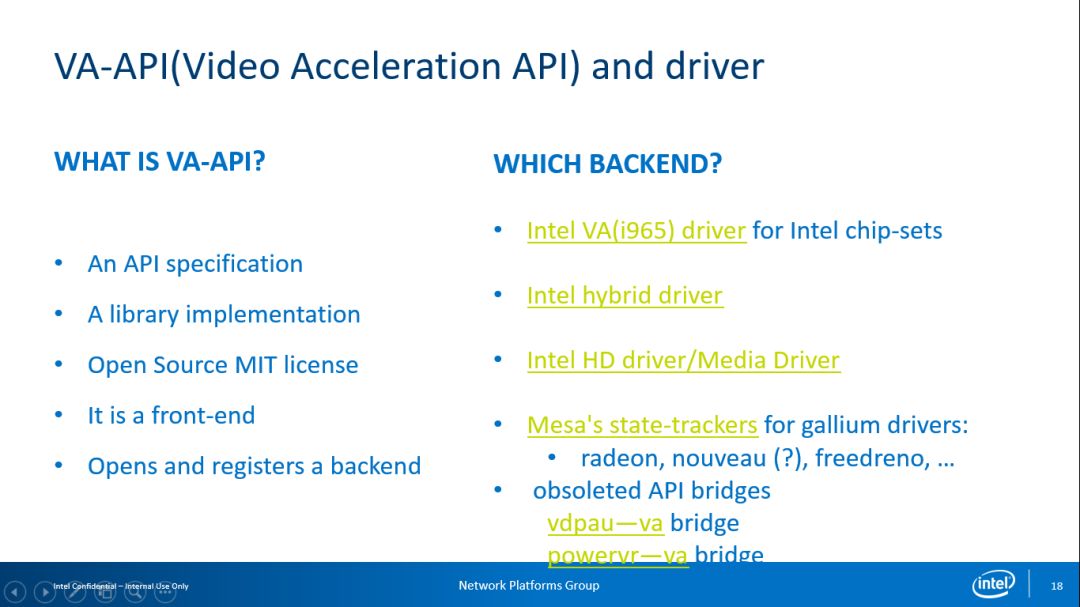 VA-API(Video Acceleration API) and driver
WHAT IS VA-API?
• An API specification
• A library implementation
• Open Source MIT license
• It is a front-end
• Opens and registers a backend
WHICH BACKEND?
• Intel VA(i965) driver for Intel chip-sets
• Intel hybrid driver
• Intel HD driver/Media Driver
• Mesa's state-trackers for gallium drivers:
• radeon, nouveau (?), freedreno, …
• obsoleted API bridges
vdpau—va bridge
powervr—va bridge
Intel Confidential – Internal Use Only
Network Platforms Group
intel
18